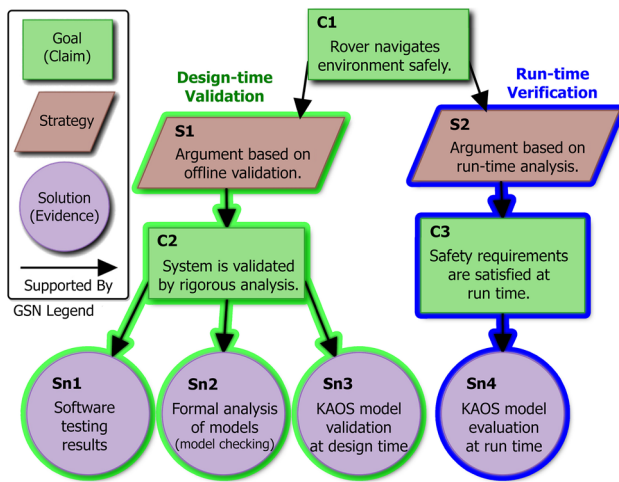 Goal
(Claim)
Strategy
Solution
(Evidence)
Supported By
GSN Legend
C1
Rover navigates
environment safely.
Design-time
Validation
Run-time
Verification
S1
Argument based on
offline validation.
S2
Argument based on
run-time analysis.
C2
System is validated
by rigorous analysis.
C3
Safety requirements
are satisfied at
run time.
Sn1
Software
testing
results
Sn2
Formal analysis
of models
(model checking)
Sn3
KAOS model
validation
at design time
Sn4
KAOS model
evaluation
at run time